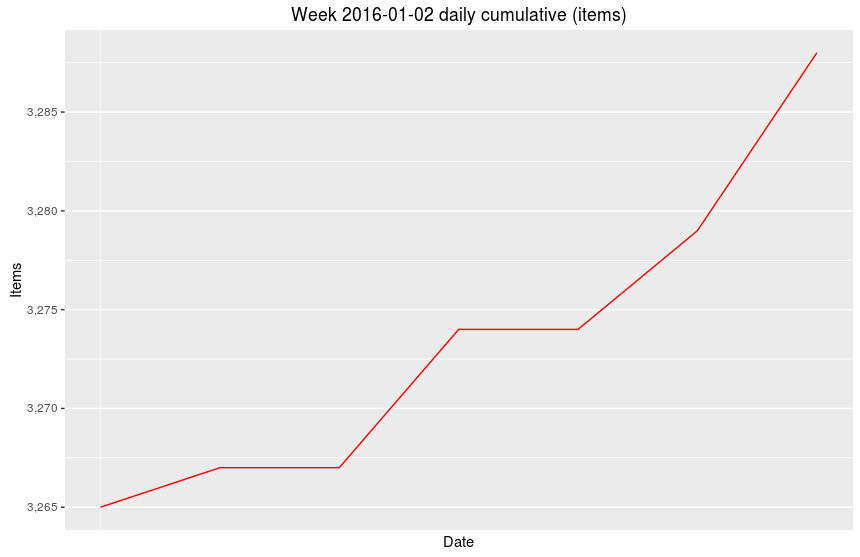 Week 2016-01-02 daily cumulative (items)
3,285
3,280
Items
3,275
3,270
3,265
Date